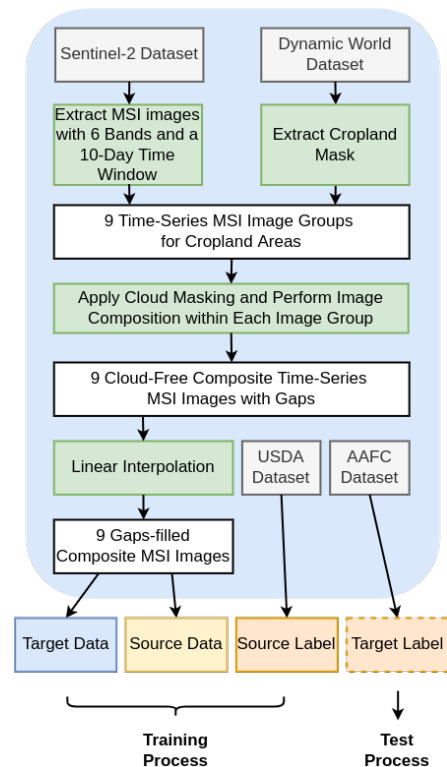 Sentinel-2 Dataset
Dynamic World
Dataset
Extract MSI images
with 6 Bands and a
10-Day Time
Window
Extract Cropland
Mask
9 Time-Series MSI Image Groups
for Cropland Areas
Apply Cloud Masking and Perform Image
Composition within Each Image Group
9 Cloud-Free Composite Time-Series
MSI Images with Gaps
Linear Interpolation
USDA
Dataset
AAFC
Dataset
9 Gaps-filled
Composite MSI Images
Target Data
Source Data
Source Label
Target Label
Training
Process
Test
Process